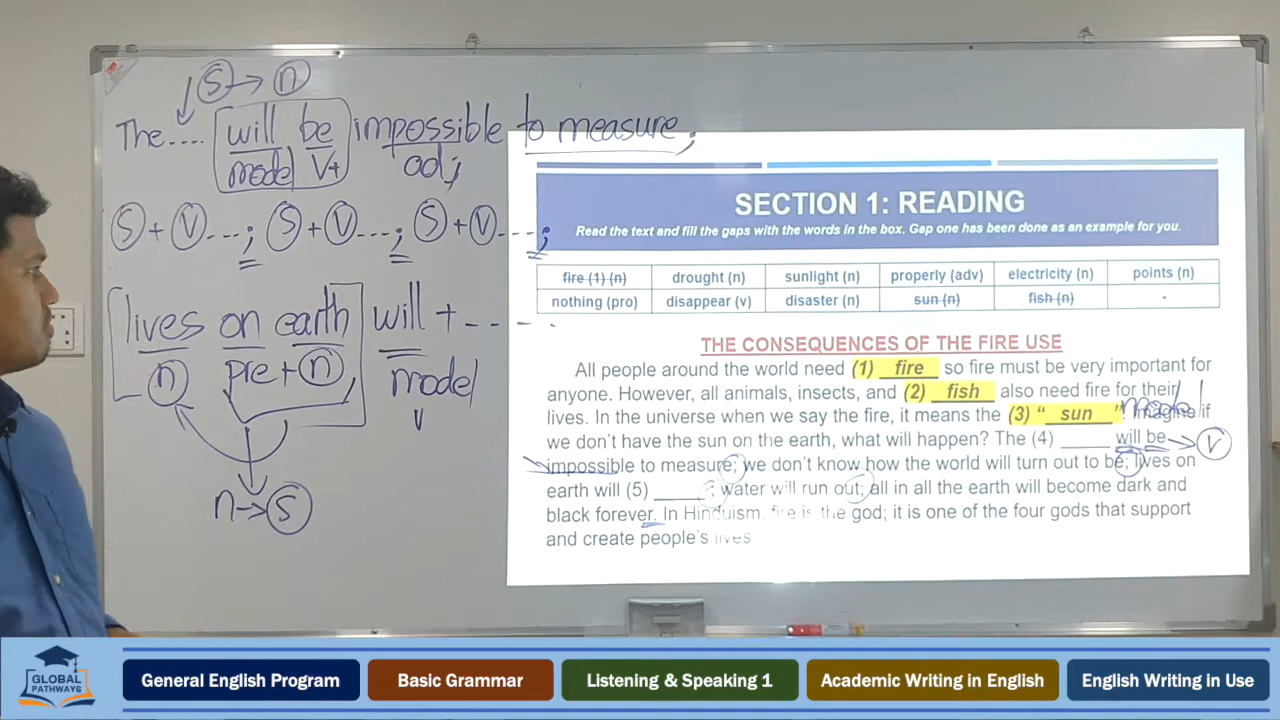 S → n
The.... will be impossible to measure;
model V+ adj
S + V ...; S + V ...; S + V ...;
lives on earth will + - - - .
n pre + n model
v
n → S
SECTION 1: READING
Read the text and fill the gaps with the words in the box. Gap one has been done as an example for you.
fire (1) (n) drought (n) sunlight (n) properly (adv) electricity (n) points (n)
nothing (pro) disappear (v) disaster (n) sun (n) fish (n) -
THE CONSEQUENCES OF THE FIRE USE
All people around the world need (1) fire so fire must be very important for
anyone. However, all animals, insects, and (2) fish also need fire for their
lives. In the universe when we say the fire, it means the (3) “ sun ”. Imagine if
model
we don't have the sun on the earth, what will happen? The (4) ____ will be → V
impossible to measure; we don't know how the world will turn out to be; lives on
earth will (5) ____; water will run out; all in all the earth will become dark and
black forever. In Hinduism, fire is the god; it is one of the four gods that support
and create people's lives
GLOBAL
PATHWAYS
General English Program
Basic Grammar
Listening & Speaking 1
Academic Writing in English
English Writing in Use